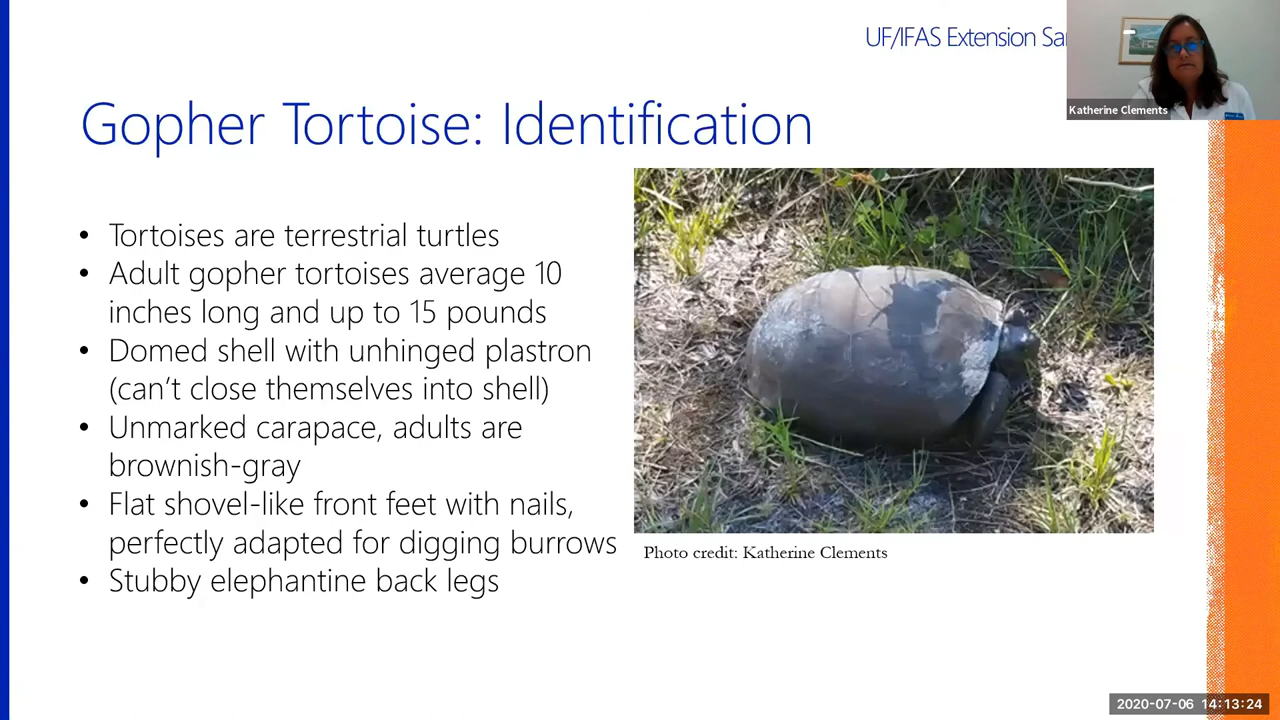 UF/IFAS Extension
Katherine Clements
Gopher Tortoise: Identification
• Tortoises are terrestrial turtles
• Adult gopher tortoises average 10
inches long and up to 15 pounds
• Domed shell with unhinged plastron
(can't close themselves into shell)
• Unmarked carapace, adults are
brownish-gray
• Flat shovel-like front feet with nails,
perfectly adapted for digging burrows
• Stubby elephantine back legs
Photo credit: Katherine Clements
2020-07-06 14:13:24